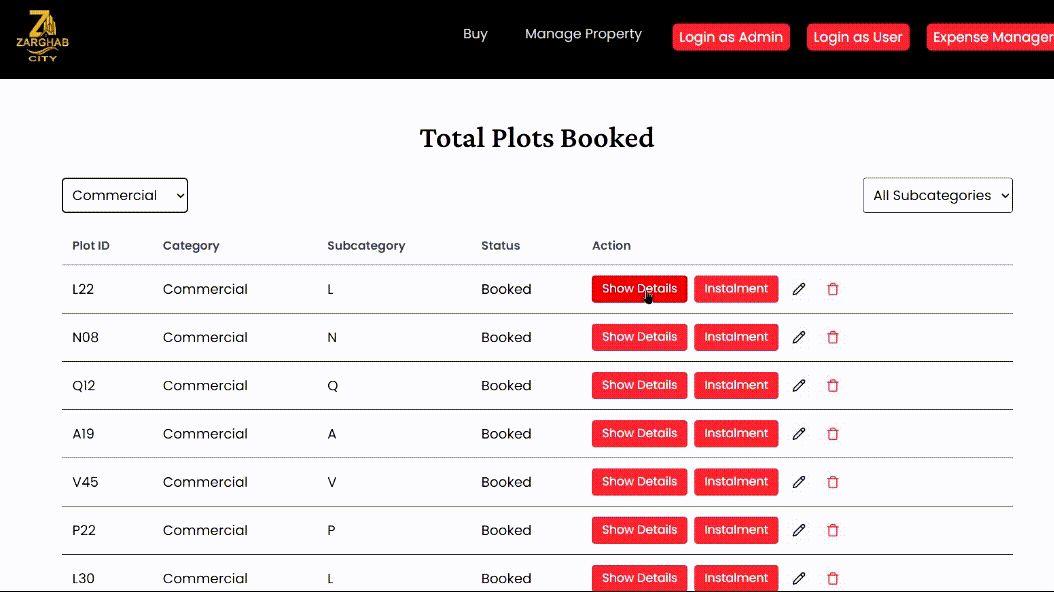 ZARGHAB
CITY
Buy Manage Property Login as Admin Login as User Expense Manager
Total Plots Booked
Commercial All Subcategories
Plot ID Category Subcategory Status Action
L22 Commercial L Booked Show Details Instalment
N08 Commercial N Booked Show Details Instalment
Q12 Commercial Q Booked Show Details Instalment
A19 Commercial A Booked Show Details Instalment
V45 Commercial V Booked Show Details Instalment
P22 Commercial P Booked Show Details Instalment
L30 Commercial L Booked Show Details Instalment